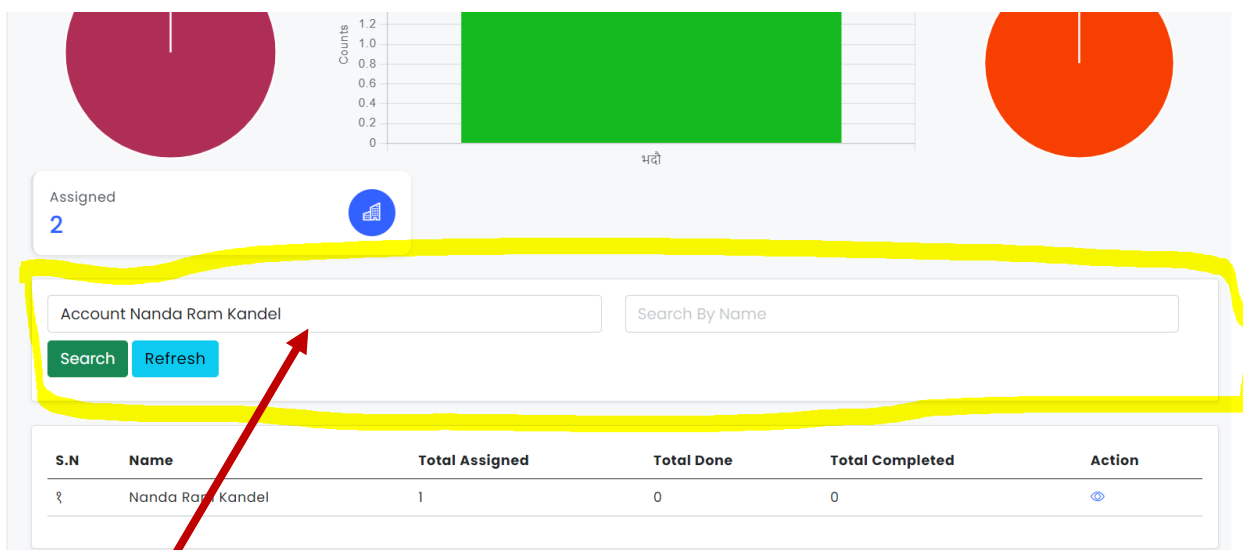 Counts
1.2
1.0
0.8
0.6
0.4
0.2
0
भदौ
Assigned
2
Account Nanda Ram Kandel
Search By Name
Search Refresh
S.N Name Total Assigned Total Done Total Completed Action
१ Nanda Ram Kandel 1 0 0